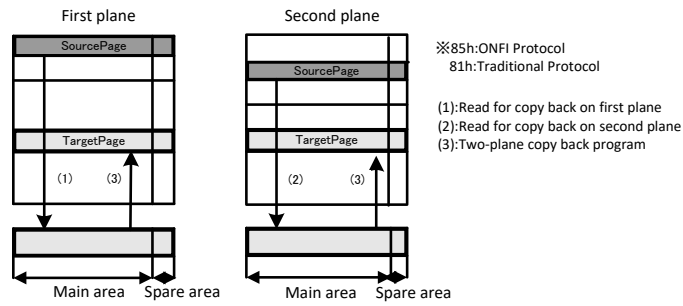 First plane
SourcePage
TargetPage
(1)
(3)
Main area
Spare area
Second plane
SourcePage
TargetPage
(2)
(3)
Main area
Spare area
※85h:ONFI Protocol
81h:Traditional Protocol
(1):Read for copy back on first plane
(2):Read for copy back on second plane
(3):Two-plane copy back program